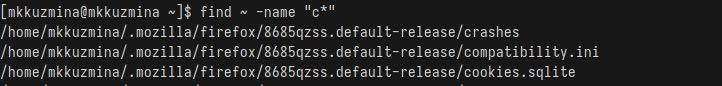 [mkkuzmina@mkkuzmina ~]$ find ~ -name "c*"
/home/mkkuzmina/.mozilla/firefox/8685qzss.default-release/crashes
/home/mkkuzmina/.mozilla/firefox/8685qzss.default-release/compatibility.ini
/home/mkkuzmina/.mozilla/firefox/8685qzss.default-release/cookies.sqlite